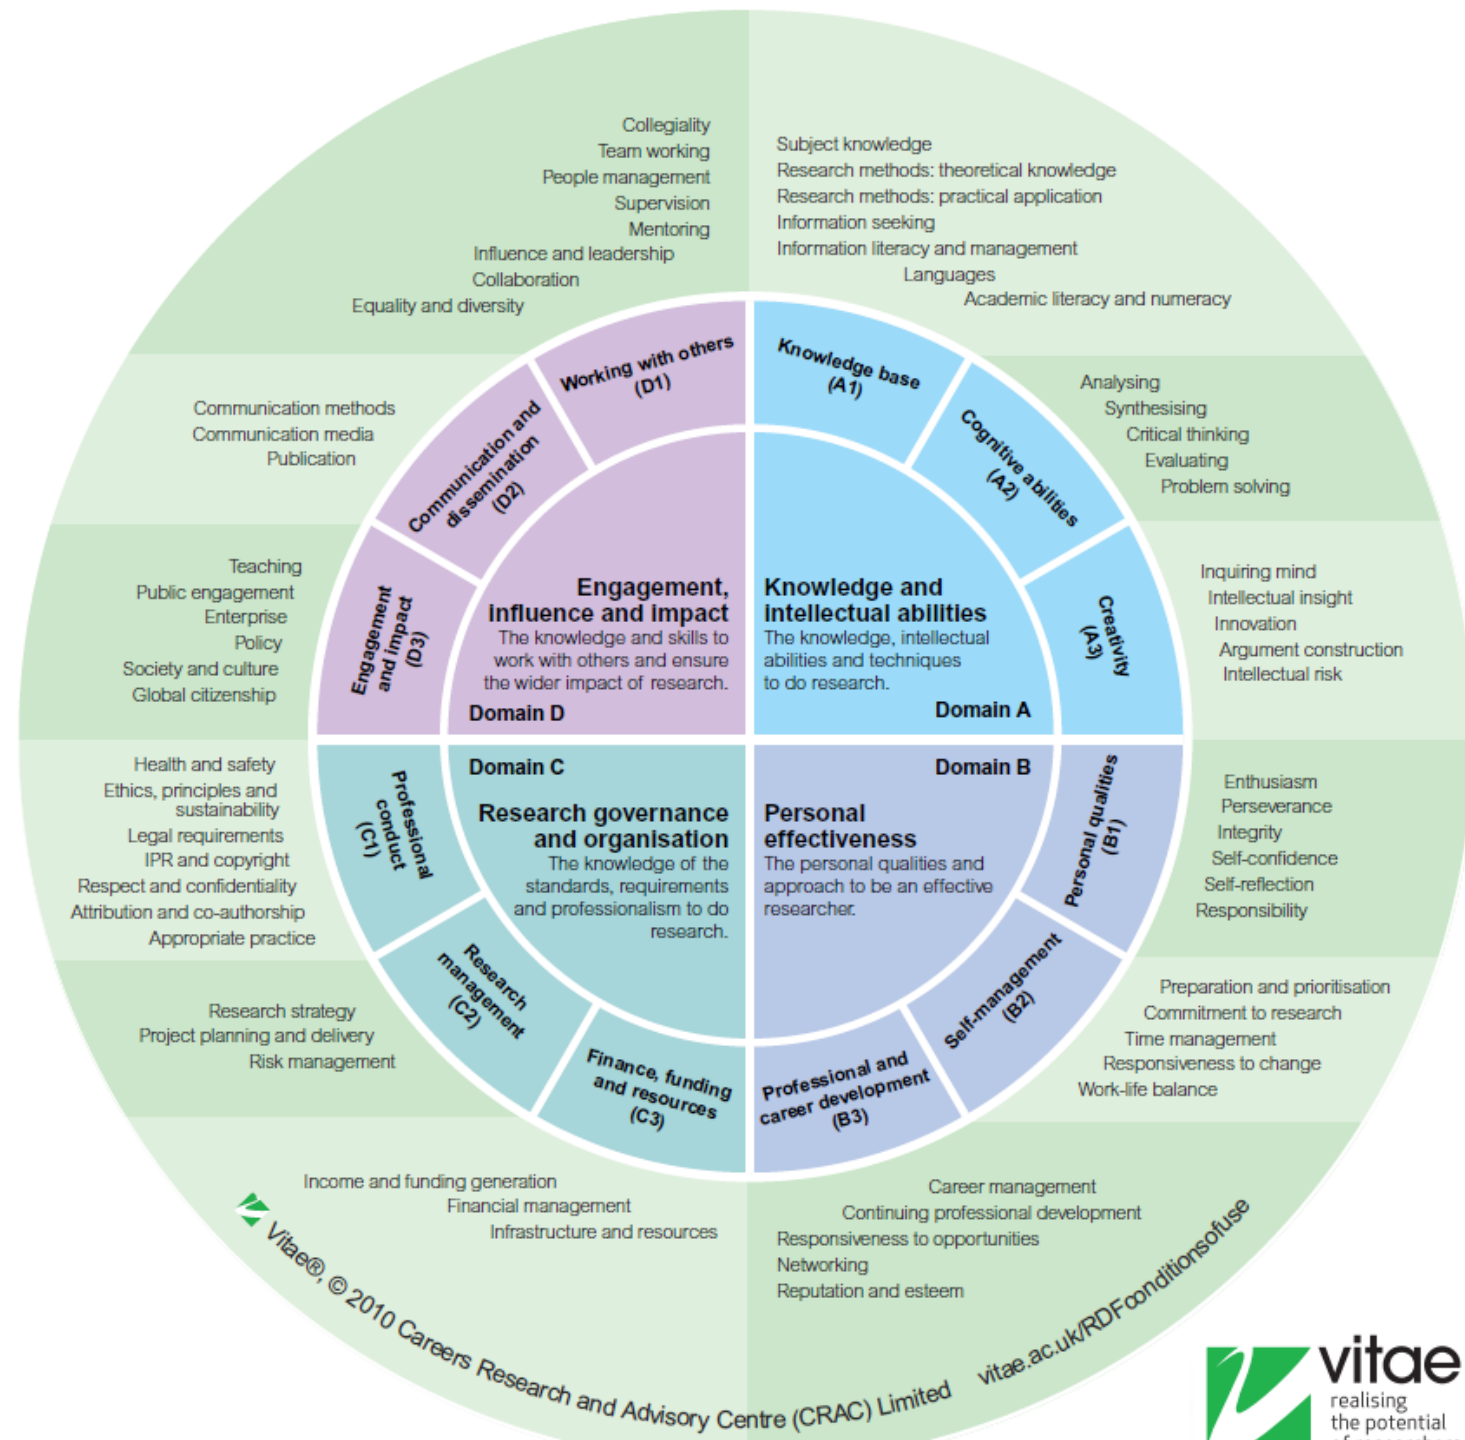 Collegiality
Team working
People management
Supervision
Mentoring
Influence and leadership
Collaboration
Equality and diversity
Subject knowledge
Research methods: theoretical knowledge
Research methods: practical application
Information seeking
Information literacy and management
Languages
Academic literacy and numeracy
Working with others
(D1)
Knowledge base
(A1)
Communication methods
Communication media
Publication
Communication and
dissemination
(D2)
Cognitive abilities
(A2)
Analysing
Synthesising
Critical thinking
Evaluating
Problem solving
Teaching
Public engagement
Enterprise
Policy
Society and culture
Global citizenship
Engagement
and impact
(D3)
Creativity
(A3)
Inquiring mind
Intellectual insight
Innovation
Argument construction
Intellectual risk
Engagement,
influence and impact
The knowledge and skills to
work with others and ensure
the wider impact of research.
Domain D
Knowledge and
intellectual abilities
The knowledge, intellectual
abilities and techniques
to do research.
Domain A
Health and safety
Ethics, principles and
sustainability
Legal requirements
IPR and copyright
Respect and confidentiality
Attribution and co-authorship
Appropriate practice
Professional
conduct
(C1)
Domain C
Research governance
and organisation
The knowledge of the
standards, requirements
and professionalism to do
research.
Domain B
Personal
effectiveness
The personal qualities and
approach to be an effective
researcher.
Personal qualities
(B1)
Enthusiasm
Perseverance
Integrity
Self-confidence
Self-reflection
Responsibility
Research strategy
Project planning and delivery
Risk management
Research
management
(C2)
Self-management
(B2)
Preparation and prioritisation
Commitment to research
Time management
Responsiveness to change
Work-life balance
Finance, funding
and resources
(C3)
Professional and
career development
(B3)
Income and funding generation
Financial management
Infrastructure and resources
Career management
Continuing professional development
Responsiveness to opportunities
Networking
Reputation and esteem
Vitae®, © 2010 Careers Research and Advisory Centre (CRAC) Limited vitae.ac.uk/RDFconditionsofuse
vitae
realising
the potential
of researchers